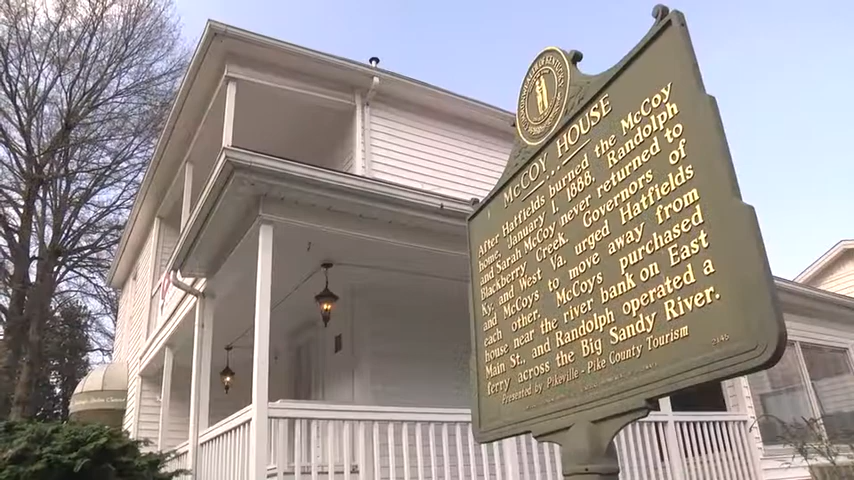 McCOY HOUSE
After Hatfields burned the McCoy
home, January 1, 1888, Randolph
and Sarah McCoy never returned to
Blackberry Creek. Governors of
Ky. and West Va. urged Hatfields
and McCoys to move away from
each other. McCoys purchased
house near the river bank on East
Main St., and Randolph operated a
ferry across the Big Sandy River.
Presented by Pikeville - Pike County Tourism